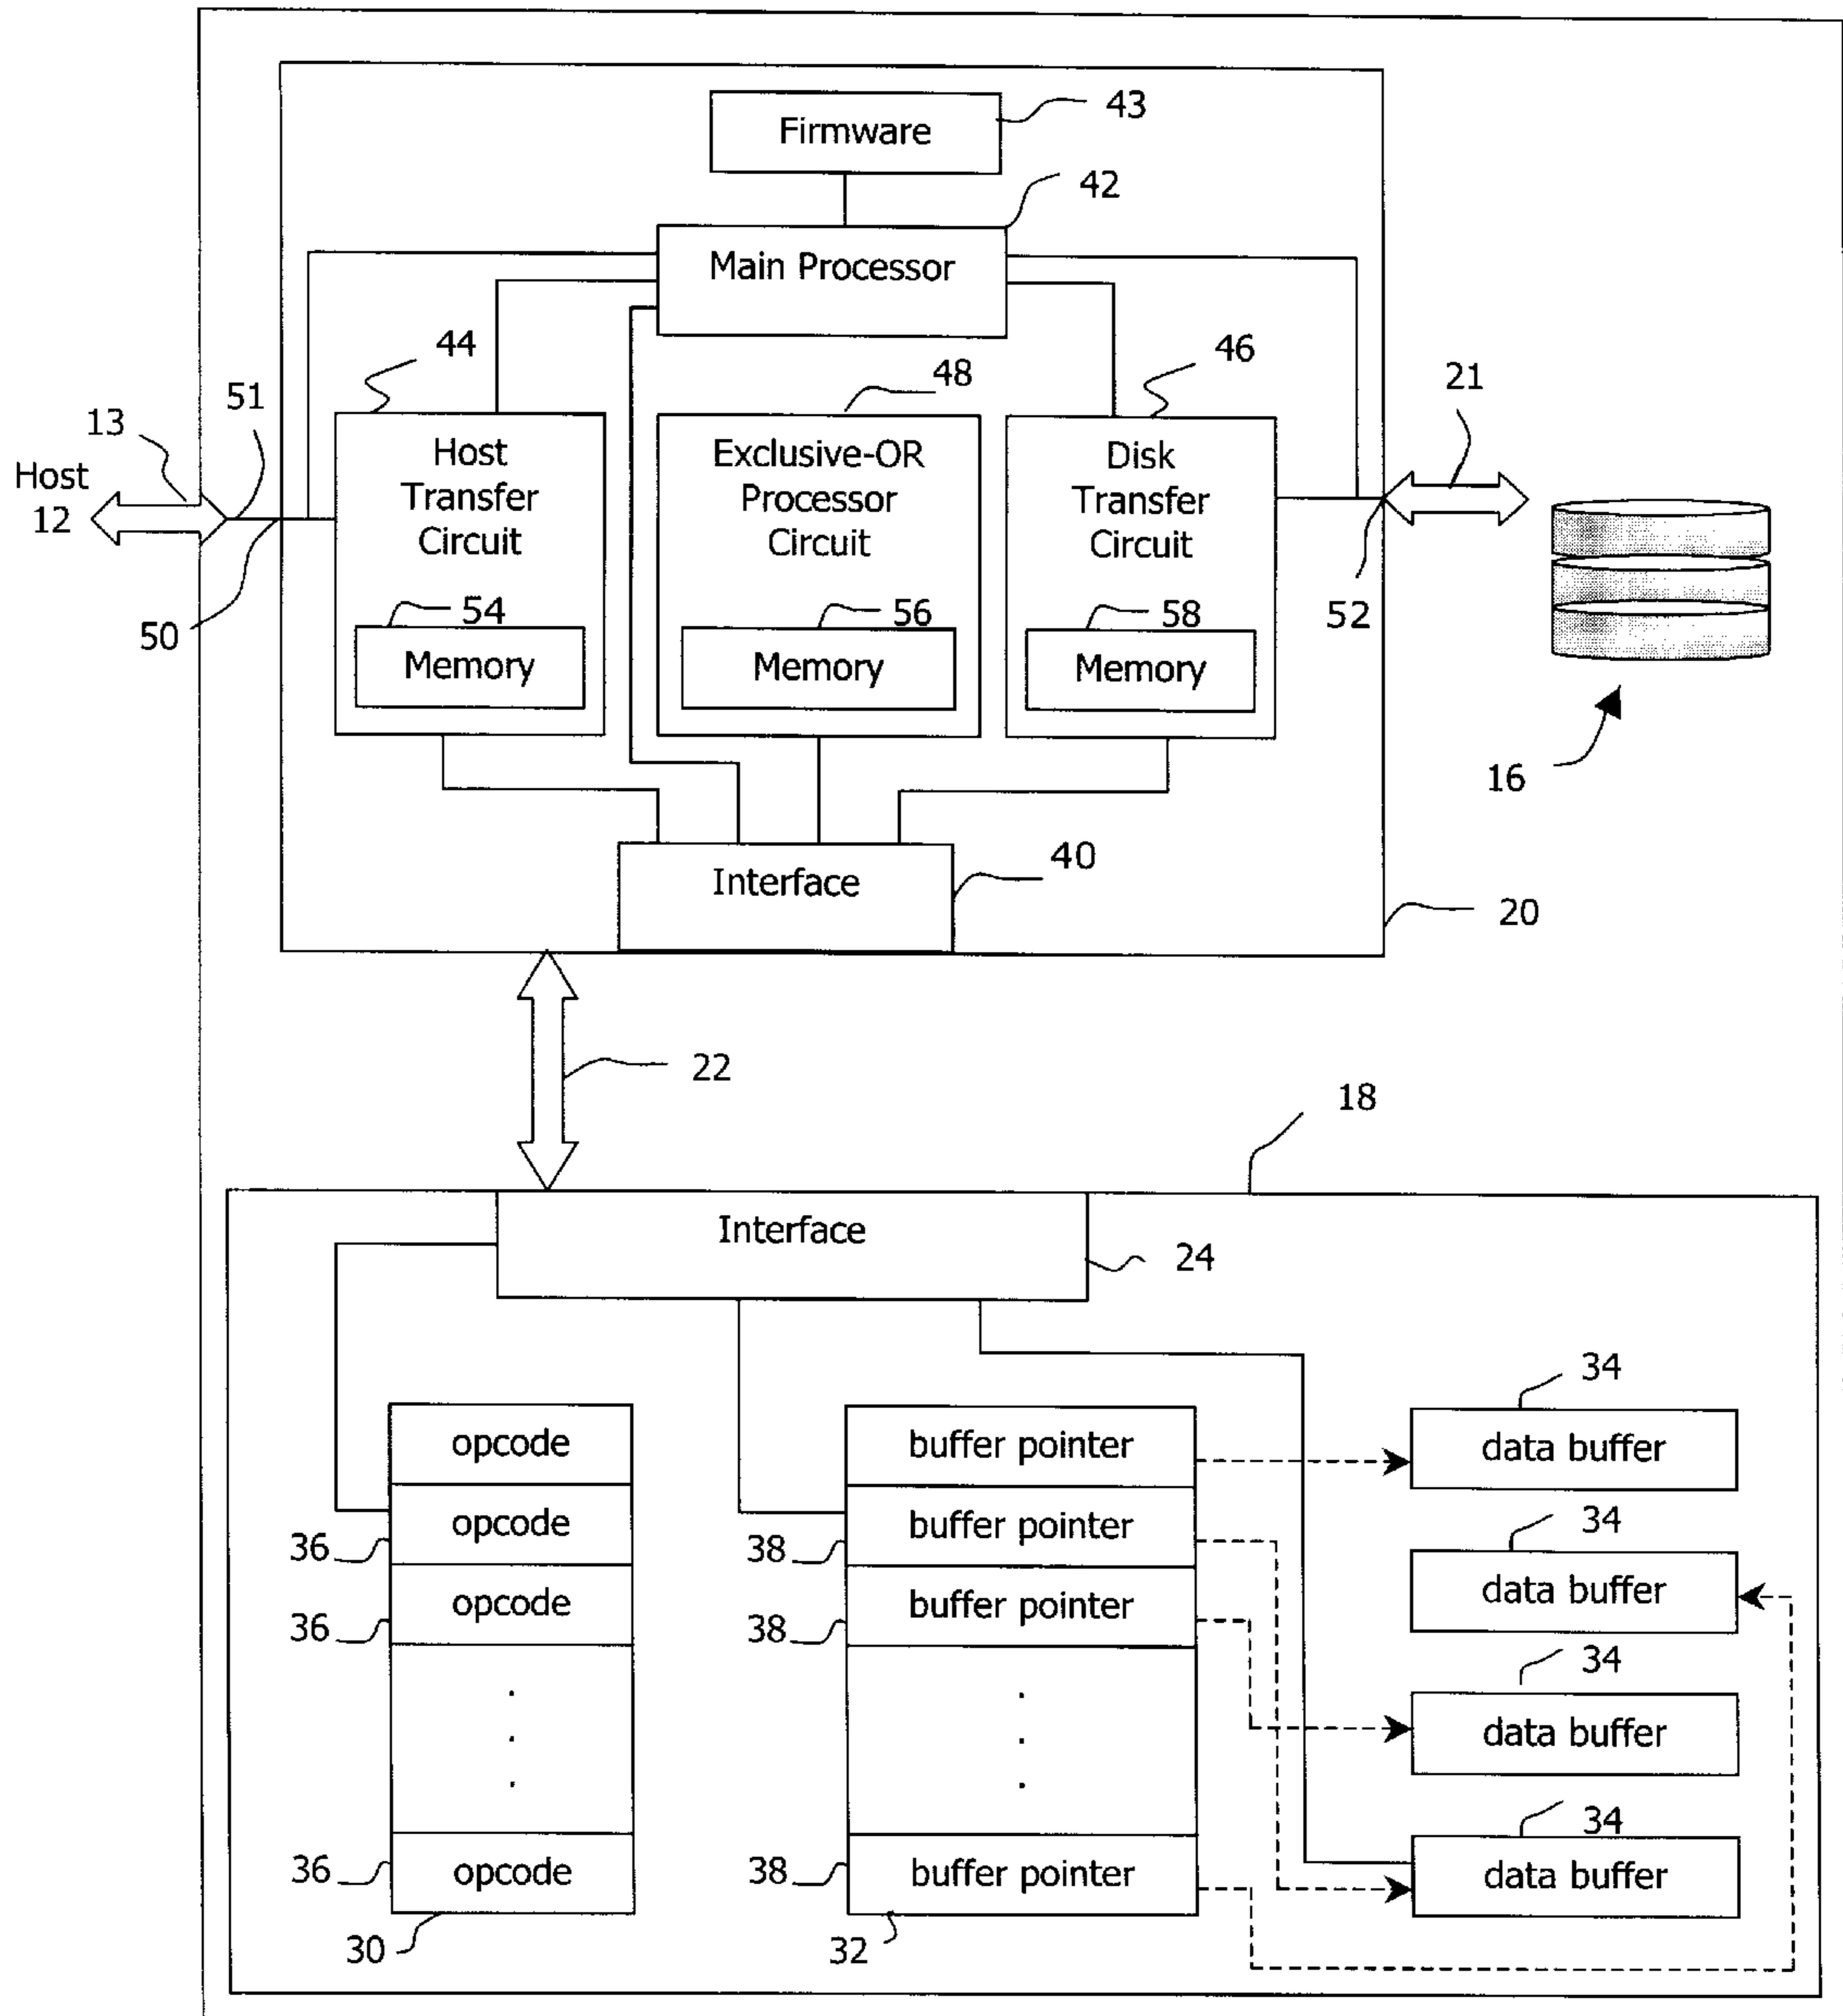 Firmware
43
42
Main Processor
44
48
46
21
51
13
Host
12
Host
Transfer
Circuit
Exclusive-OR
Processor
Circuit
Disk
Transfer
Circuit
54
56
58
Memory
Memory
Memory
50
52
16
Interface
40
20
22
18
Interface
24
34
opcode
buffer pointer
data buffer
opcode
buffer pointer
34
36
38
data buffer
opcode
buffer pointer
36
38
34
.
.
.
.
.
.
data buffer
34
36
opcode
38
buffer pointer
data buffer
30
32